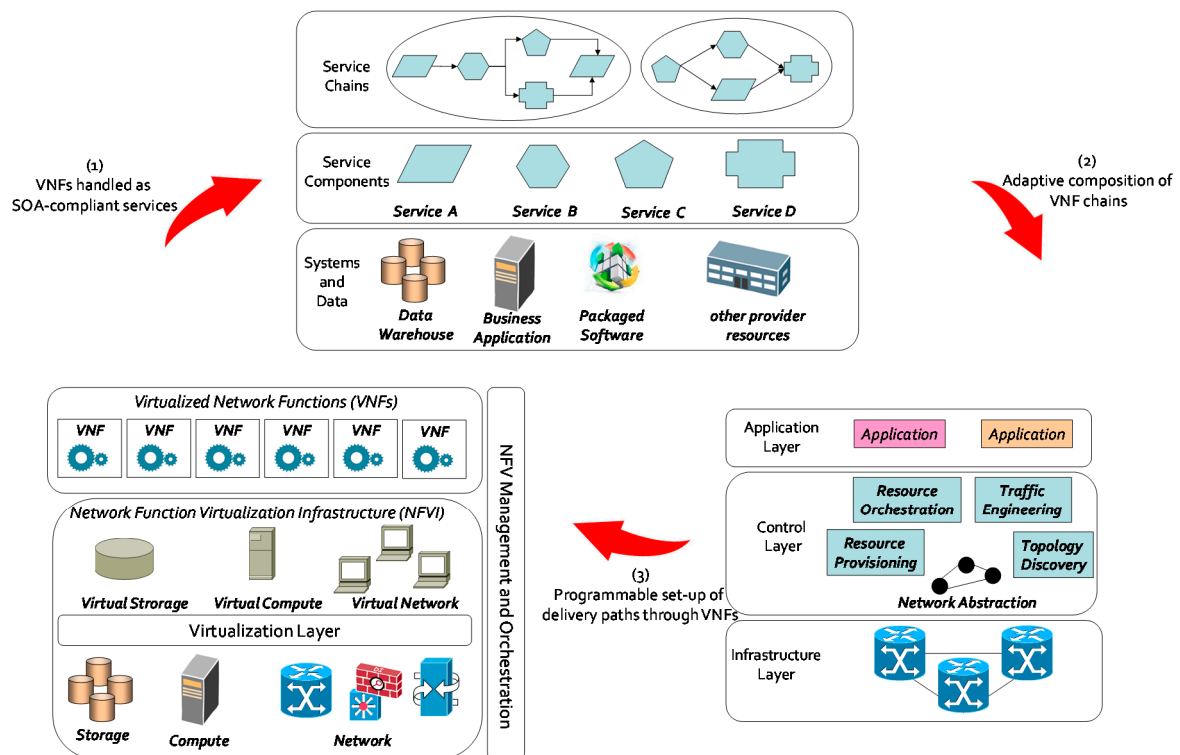 Service
Chains
Service
Components
Service A
Service B
Service C
Service D
Systems
and
Data
Data
Warehouse
Business
Application
Packaged
Software
other provider
resources
(1)
VNFs handled as
SOA-compliant services
(2)
Adaptive composition of
VNF chains
Virtualized Network Functions (VNFs)
VNF
VNF
VNF
VNF
VNF
VNF
Network Function Virtualization Infrastructure (NFVI)
Virtual Strorage
Virtual Compute
Virtual Network
Virtualization Layer
Storage
Compute
Network
NFV Management and Orchestration
(3)
Programmable set-up of
delivery paths through VNFs
Application
Layer
Application
Application
Control
Layer
Resource
Orchestration
Traffic
Engineering
Resource
Provisioning
Topology
Discovery
Network Abstraction
Infrastructure
Layer